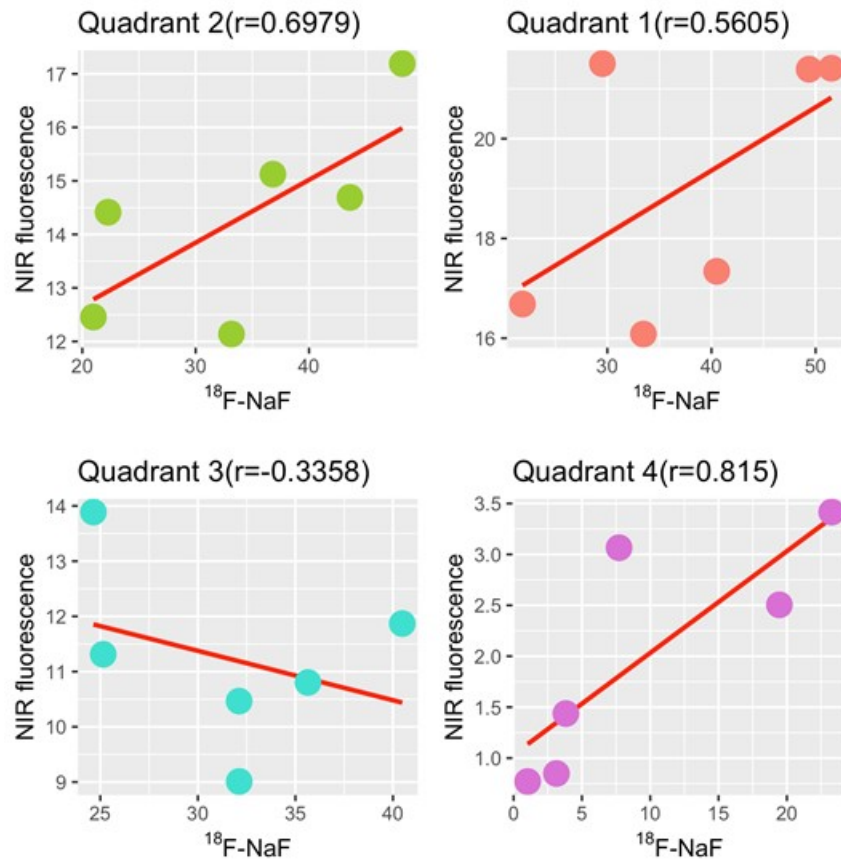 Quadrant 2(r=0.6979)
NIR fluorescence
17
16
15
14
13
12
20 30 40
¹⁸F-NaF
Quadrant 1(r=0.5605)
NIR fluorescence
20
18
16
30 40 50
¹⁸F-NaF
Quadrant 3(r=-0.3358)
NIR fluorescence
14
13
12
11
10
9
25 30 35 40
¹⁸F-NaF
Quadrant 4(r=0.815)
NIR fluorescence
3.5
3.0
2.5
2.0
1.5
1.0
0 5 10 15 20
¹⁸F-NaF